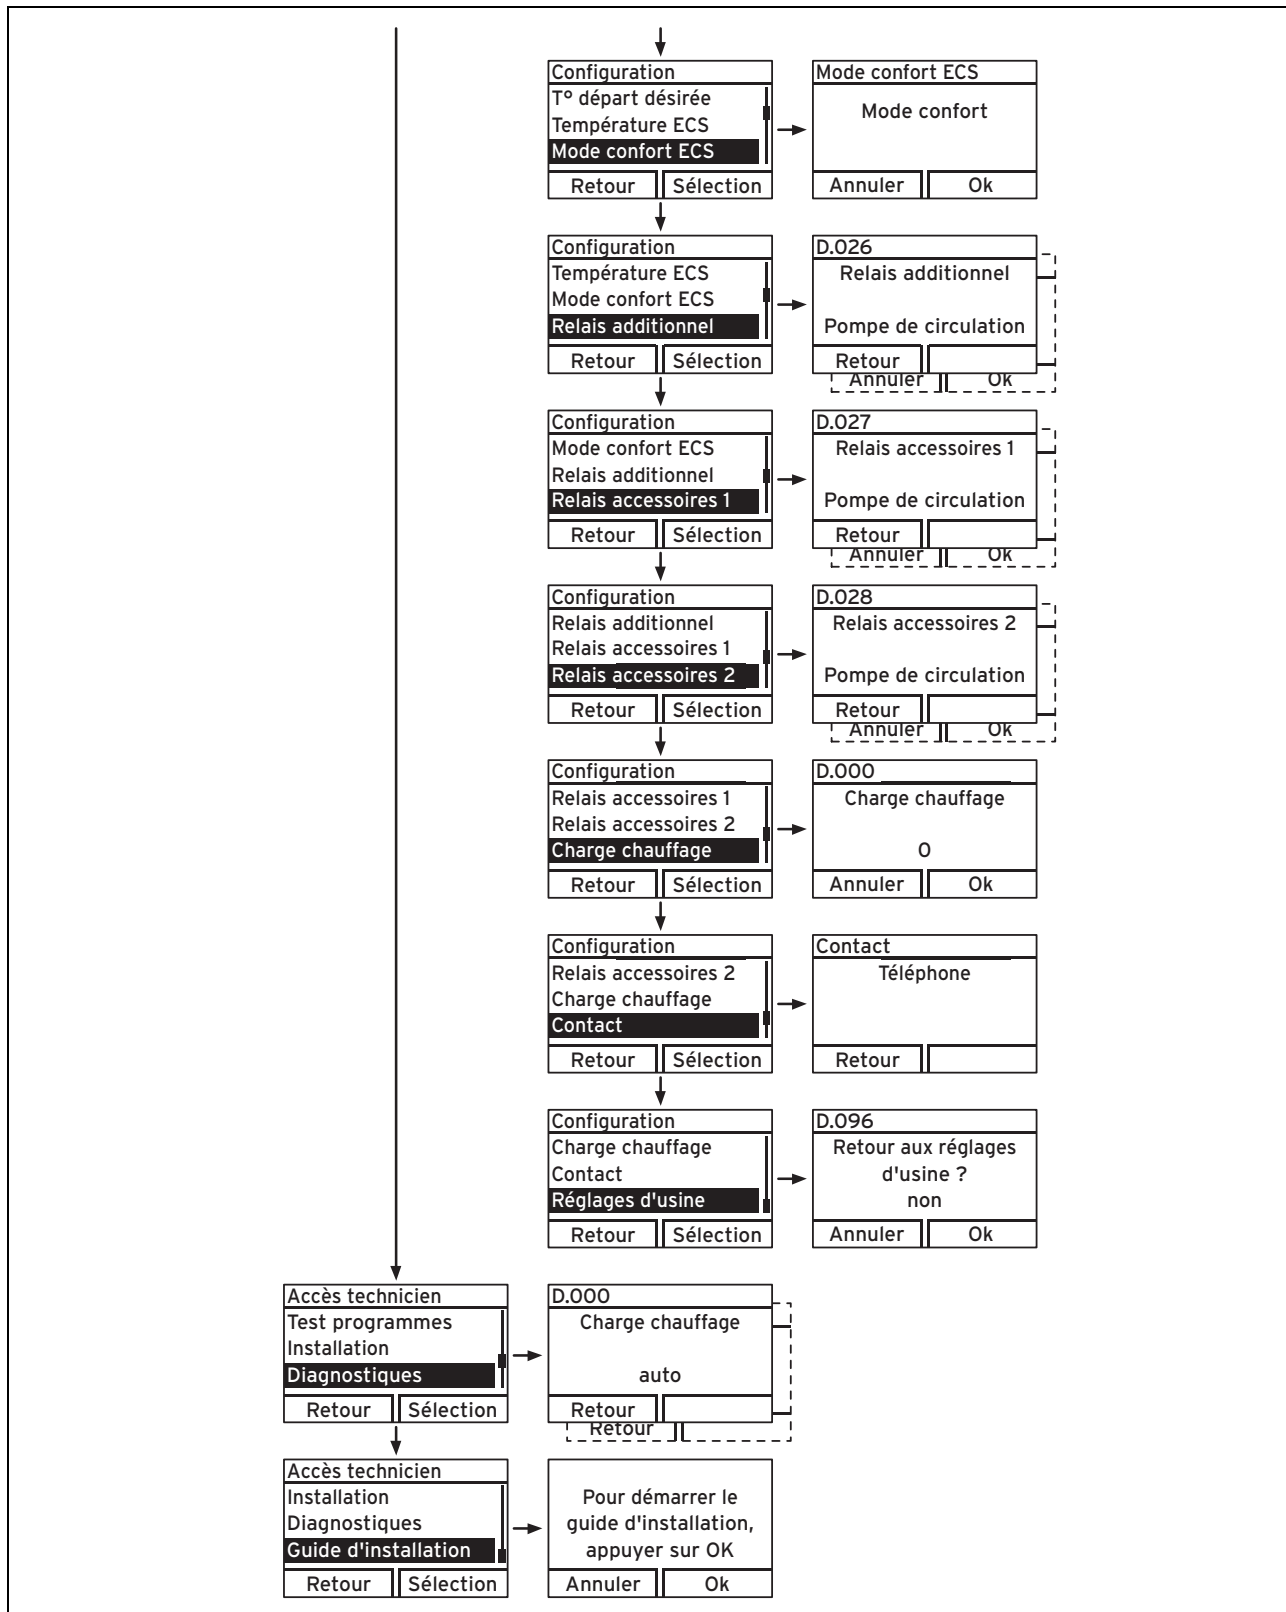 Configuration
T° départ désirée
Température ECS
Mode confort ECS
Retour Sélection
Mode confort ECS
Mode confort
Annuler Ok
Configuration
Température ECS
Mode confort ECS
Relais additionnel
Retour Sélection
D.026
Relais additionnel
Pompe de circulation
Retour
Annuler Ok
Configuration
Mode confort ECS
Relais additionnel
Relais accessoires 1
Retour Sélection
D.027
Relais accessoires 1
Pompe de circulation
Retour
Annuler Ok
Configuration
Relais additionnel
Relais accessoires 1
Relais accessoires 2
Retour Sélection
D.028
Relais accessoires 2
Pompe de circulation
Retour
Annuler Ok
Configuration
Relais accessoires 1
Relais accessoires 2
Charge chauffage
Retour Sélection
D.000
Charge chauffage
0
Annuler Ok
Configuration
Relais accessoires 2
Charge chauffage
Contact
Retour Sélection
Contact
Téléphone
Retour
Configuration
Charge chauffage
Contact
Réglages d'usine
Retour Sélection
D.096
Retour aux réglages
d'usine ?
non
Annuler Ok
Accès technicien
Test programmes
Installation
Diagnostiques
Retour Sélection
D.000
Charge chauffage
auto
Retour
Retour
Accès technicien
Installation
Diagnostiques
Guide d'installation
Retour Sélection
Pour démarrer le
guide d'installation,
appuyer sur OK
Annuler Ok